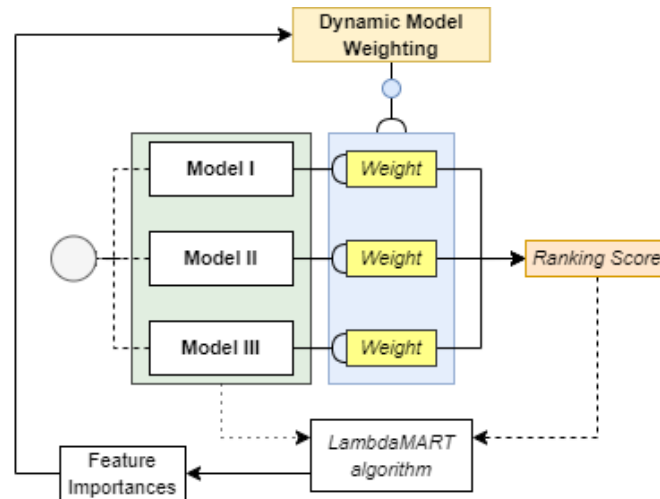 Dynamic Model
Weighting
Model I
Weight
Model II
Weight
Ranking Score
Model III
Weight
LambdaMART
algorithm
Feature
Importances